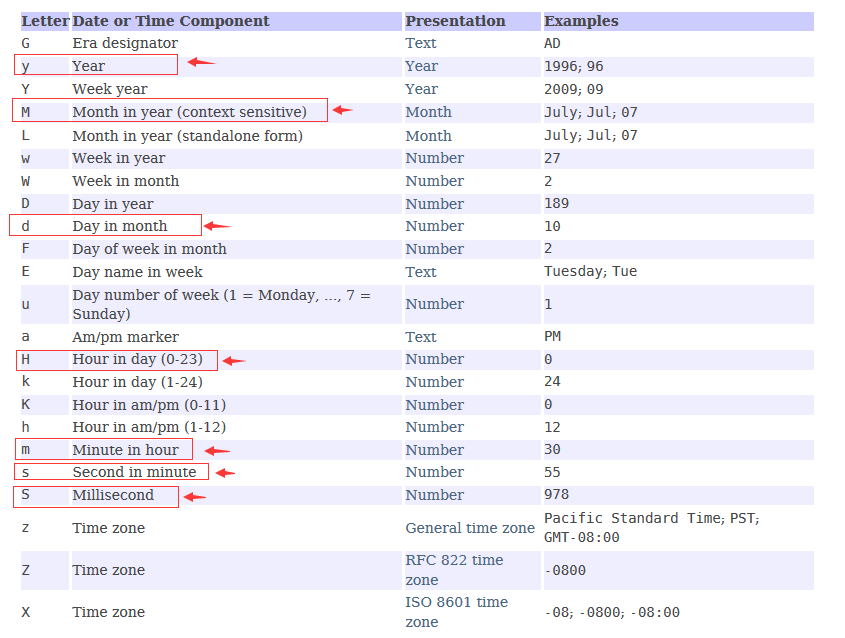 Letter Date or Time Component Presentation Examples
G Era designator Text AD
y Year Year 1996; 96
Y Week year Year 2009; 09
M Month in year (context sensitive) Month July; Jul; 07
L Month in year (standalone form) Month July; Jul; 07
w Week in year Number 27
W Week in month Number 2
D Day in year Number 189
d Day in month Number 10
F Day of week in month Number 2
E Day name in week Text Tuesday; Tue
u Day number of week (1 = Monday, ..., 7 = Sunday) Number 1
a Am/pm marker Text PM
H Hour in day (0-23) Number 0
k Hour in day (1-24) Number 24
K Hour in am/pm (0-11) Number 0
h Hour in am/pm (1-12) Number 12
m Minute in hour Number 30
s Second in minute Number 55
S Millisecond Number 978
z Time zone General time zone Pacific Standard Time; PST; GMT-08:00
Z Time zone RFC 822 time zone -0800
X Time zone ISO 8601 time zone -08; -0800; -08:00